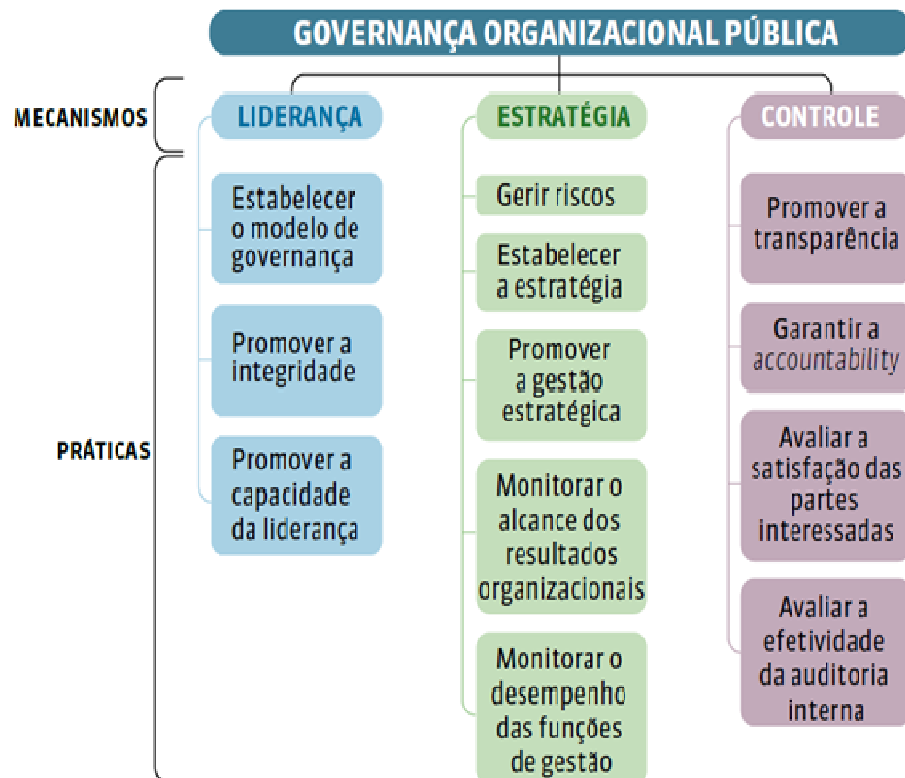 GOVERNANÇA ORGANIZACIONAL PÚBLICA
MECANISMOS
LIDERANÇA
ESTRATÉGIA
CONTROLE
PRÁTICAS
Estabelecer
o modelo de
governança
Promover a
integridade
Promover a
capacidade
da liderança
Gerir riscos
Estabelecer
a estratégia
Promover
a gestão
estratégica
Monitorar o
alcance dos
resultados
organizacionais
Monitorar o
desempenho
das funções
de gestão
Promover a
transparência
Garantir a
accountability
Avaliar a
satisfação das
partes
interessadas
Avaliar a
efetividade
da auditoria
interna